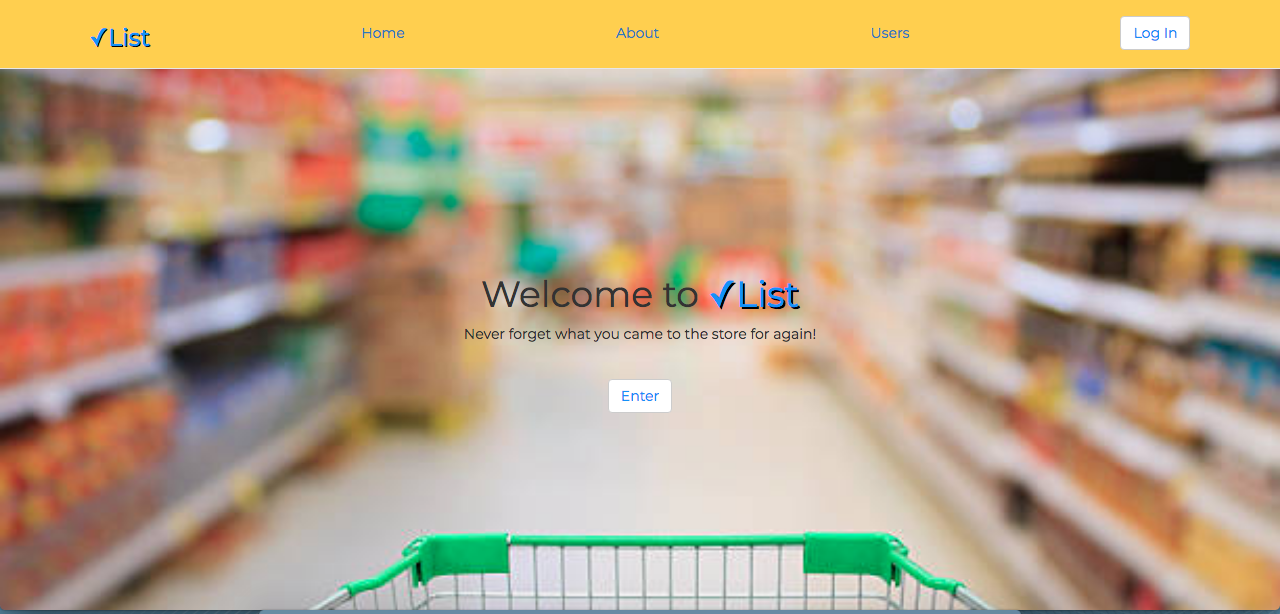 ✓List
Home
About
Users
Log In
Welcome to ✓List
Never forget what you came to the store for again!
Enter